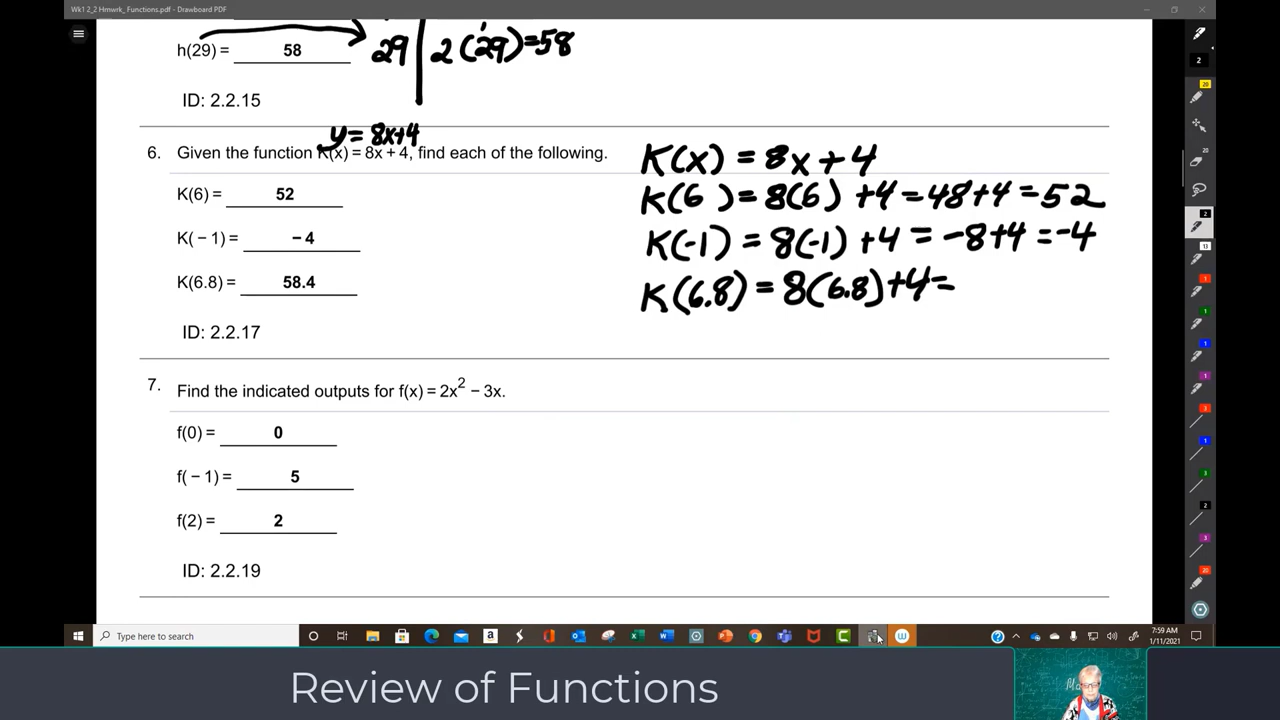 Wk1 2_2 Hmwrk_ Functions.pdf - Drawboard PDF
h(29) = 58
29 | 2(29)=58
ID: 2.2.15
y = 8x+4
6. Given the function K(x) = 8x + 4, find each of the following.
K(6) = 52
K( − 1) = − 4
K(6.8) = 58.4
ID: 2.2.17
K(x) = 8x+4
K(6 ) = 8(6) +4 = 48+4 = 52
K(-1) = 8(-1) +4 = -8+4 = -4
K(6.8) = 8(6.8)+4=
7. Find the indicated outputs for f(x) = 2x² − 3x.
f(0) = 0
f( − 1) = 5
f(2) = 2
ID: 2.2.19
Type here to search
7:59 AM
1/11/2021
Review of Functions